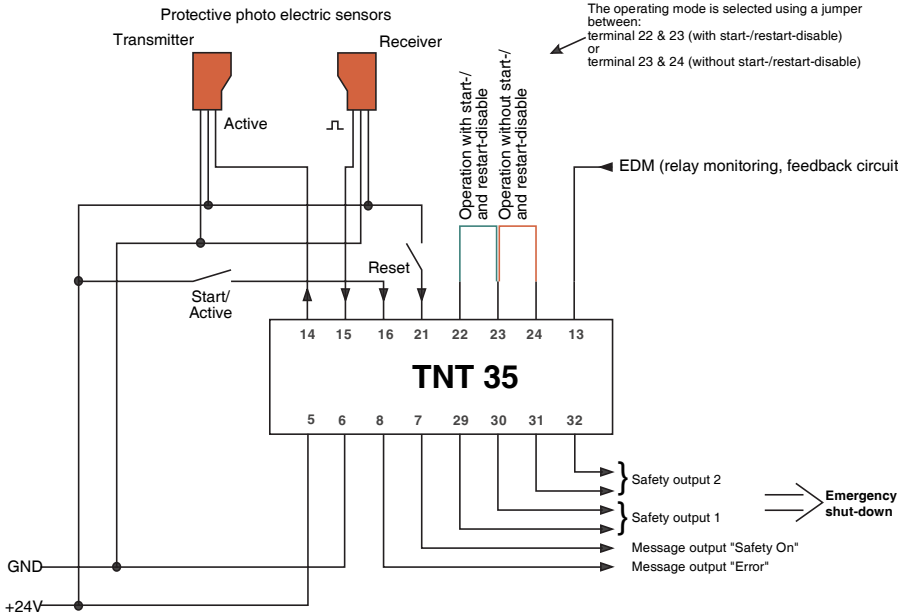 Protective photo electric sensors
Transmitter
Receiver
Active
The operating mode is selected using a jumper
between:
terminal 22 & 23 (with start-/restart-disable)
or
terminal 23 & 24 (without start-/restart-disable)
Operation with start-/
and restart-disable
Operation without start-/
and restart-disable
EDM (relay monitoring, feedback circuit
Reset
Start/
Active
14 15 16 21 22 23 24 13
TNT 35
5 6 8 7 29 30 31 32
} Safety output 2
} Safety output 1
Emergency
shut-down
Message output "Safety On"
Message output "Error"
GND
+24V